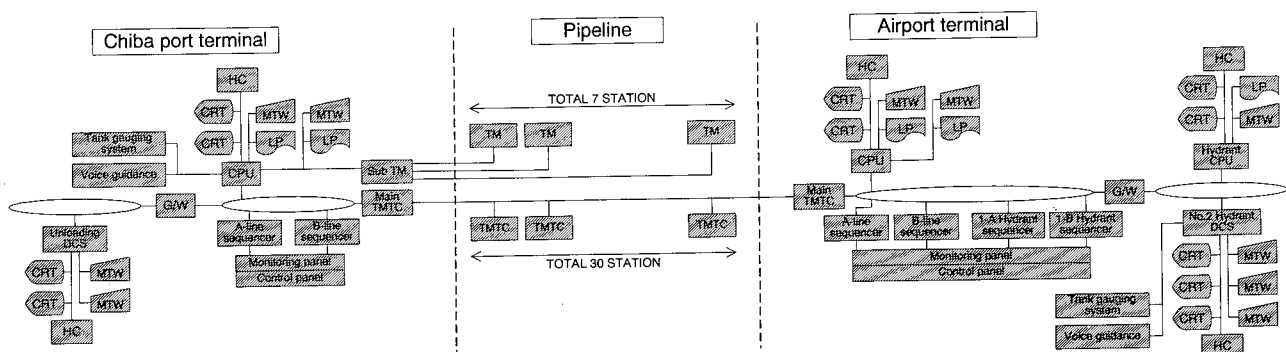 Chiba port terminal
Pipeline
Airport terminal
HC
CRT
MTW
MTW
CRT
LP
LP
Tank gauging
system
Voice guidance
CPU
Sub TM
G/W
Main
TMTC
Unloading
DCS
A-line
sequencer
B-line
sequencer
Monitoring panel
Control panel
CRT
MTW
CRT
MTW
HC
TOTAL 7 STATION
TM
TM
TM
TMTC
TMTC
TMTC
TOTAL 30 STATION
HC
CRT
MTW
MTW
CRT
LP
LP
CPU
Main
TMTC
G/W
A-line
sequencer
B-line
sequencer
1-A Hydrant
sequencer
1-B Hydrant
sequencer
Monitoring panel
Control panel
HC
CRT
LP
CRT
MTW
Hydrant
CPU
No.2 Hydrant
DCS
CRT
MTW
CRT
MTW
CRT
MTW
Tank gauging
system
Voice guidance
HC